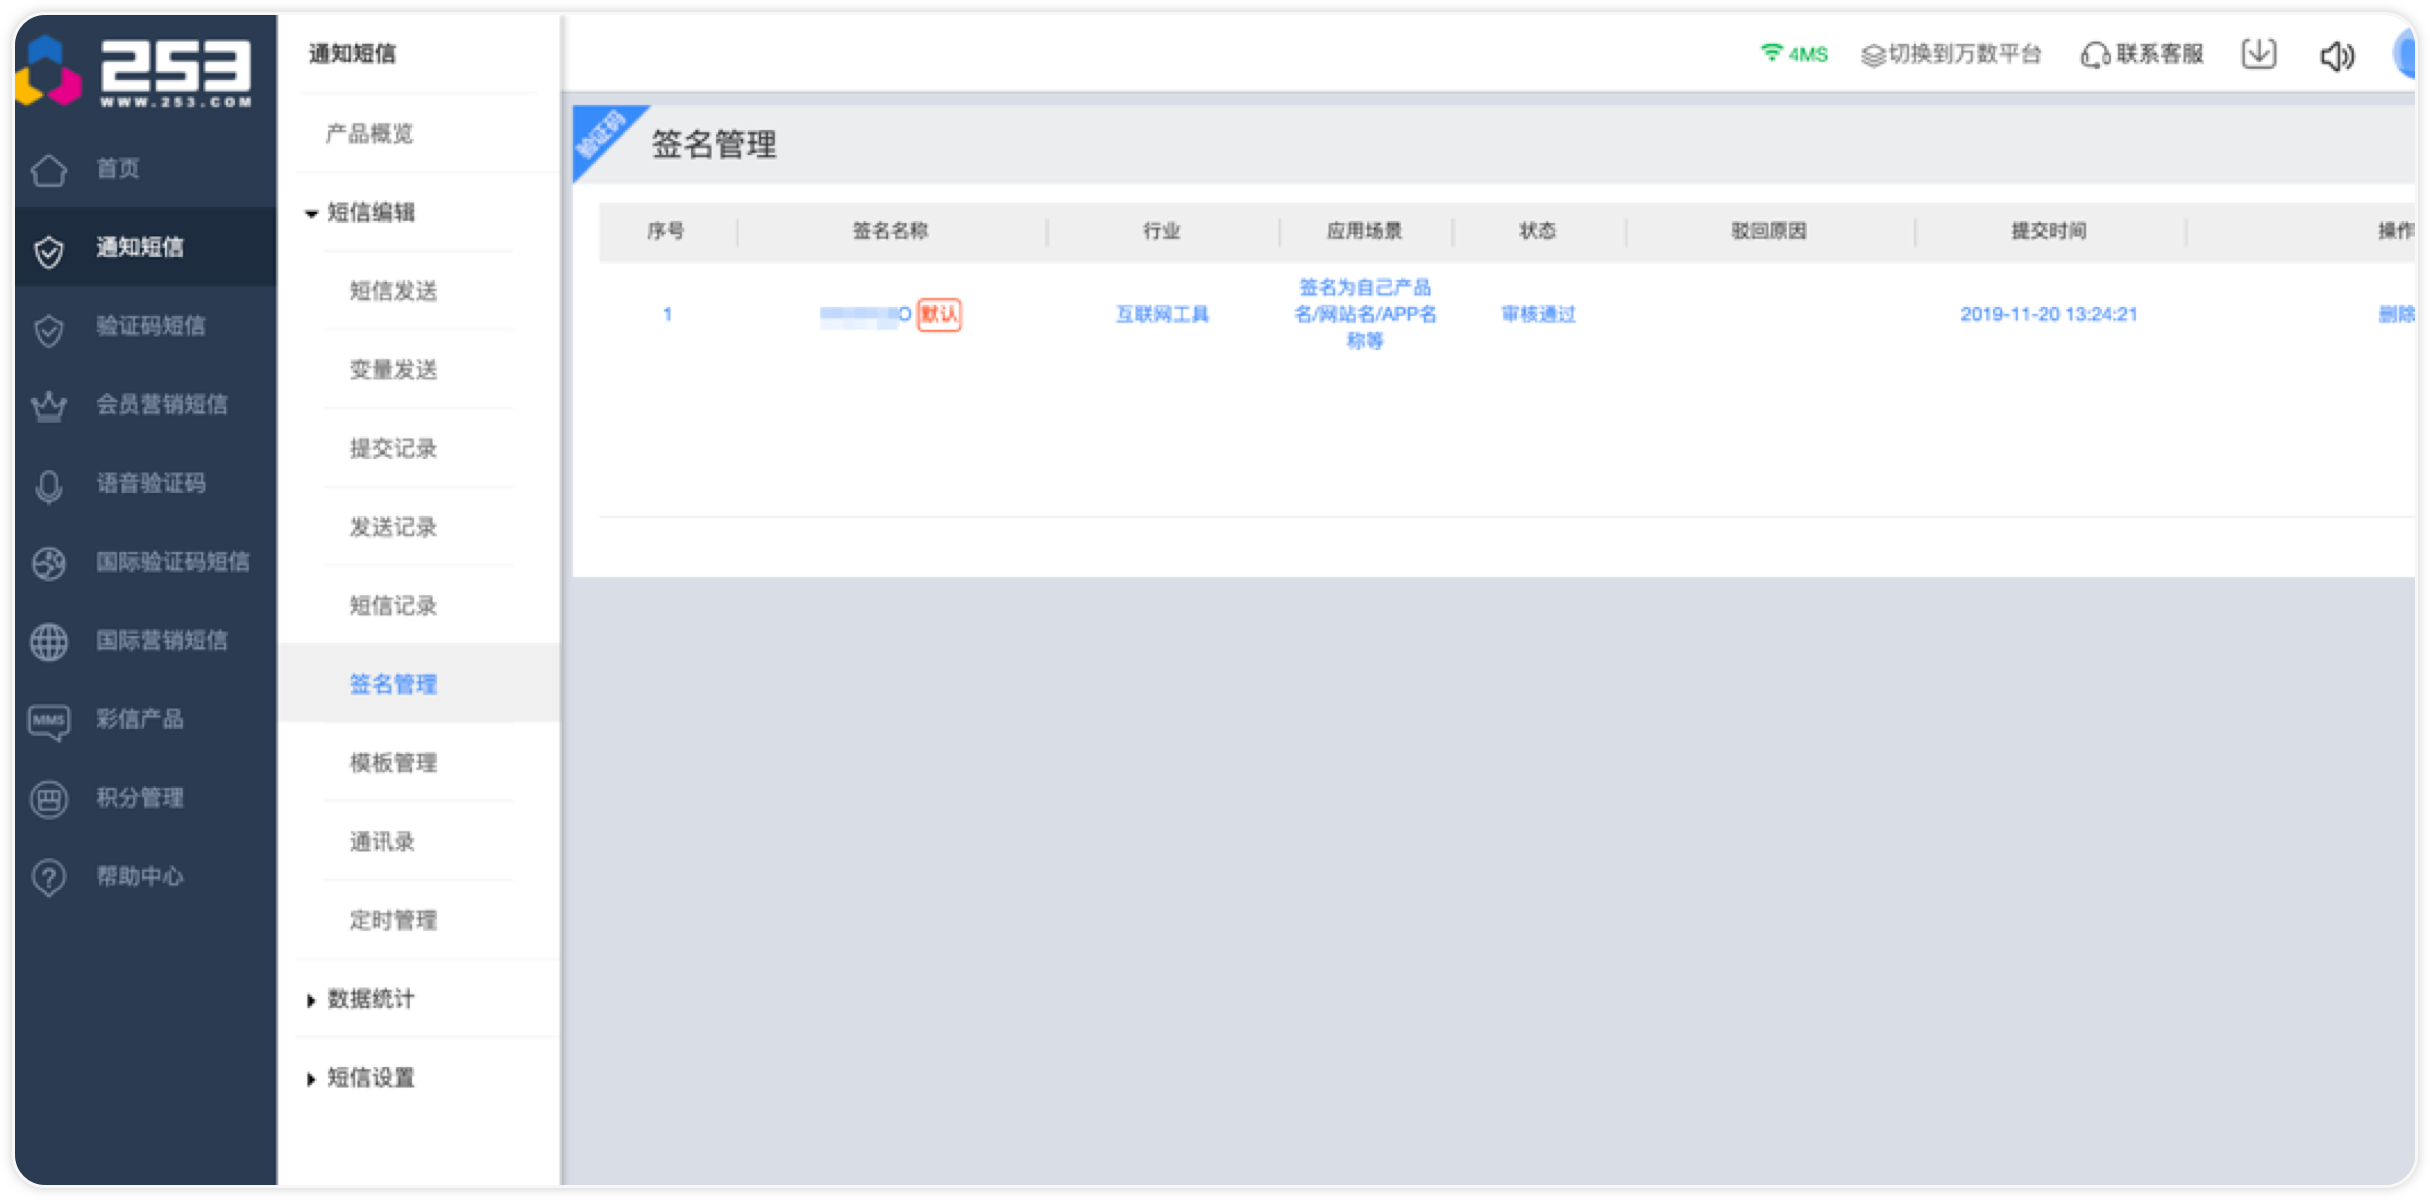 253
WWW.253.COM
首页
通知短信
验证码短信
会员营销短信
语音验证码
国际验证码短信
国际营销短信
MMS
彩信产品
积分管理
帮助中心
通知短信
产品概览
短信编辑
短信发送
变量发送
提交记录
发送记录
短信记录
签名管理
模板管理
通讯录
定时管理
数据统计
短信设置
4MS
切换到万数平台
联系客服
验证码
签名管理
序号 签名名称 行业 应用场景 状态 驳回原因 提交时间 操作
签名为自己产品
1 O 默认 互联网工具 名/网站名/APP名 审核通过 2019-11-20 13:24:21 删除
称等